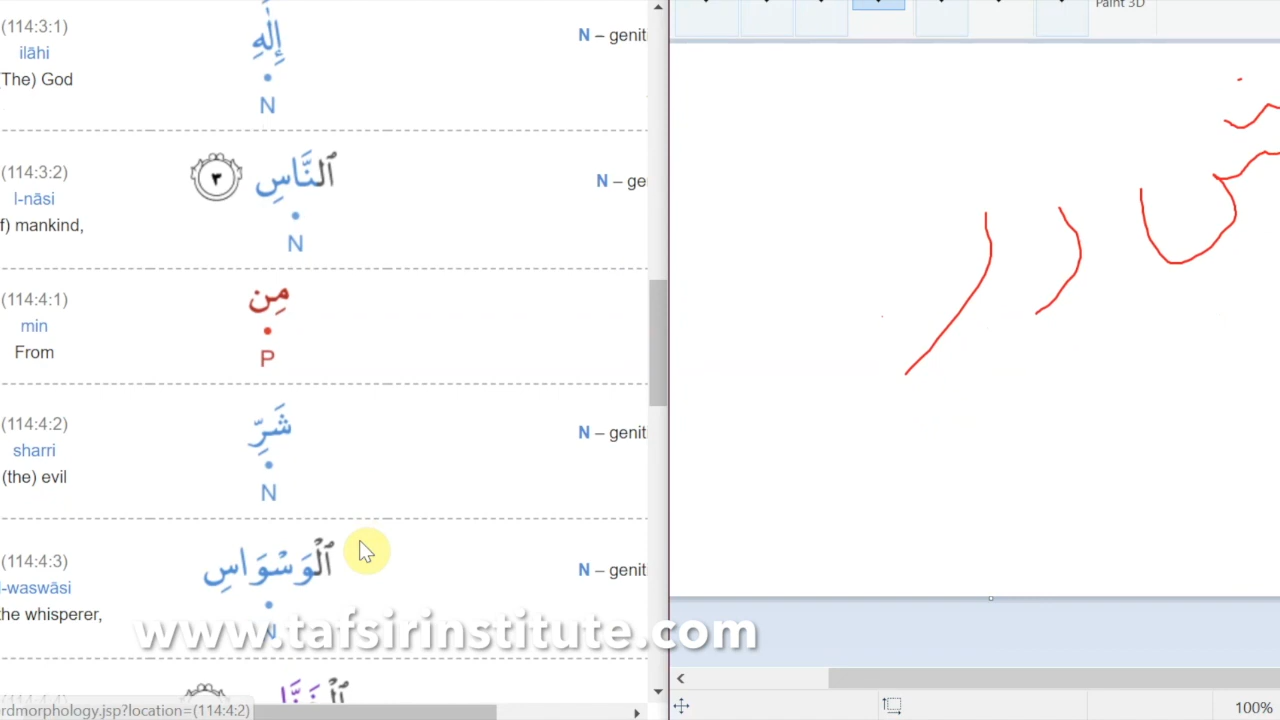 (114:3:1)
ilāhi
(The) God
إِلَٰهِ
N
N – genit
(114:3:2)
l-nāsi
f) mankind,
ٱلنَّاسِ ٣
N
N – ge
(114:4:1)
min
From
مِن
P
(114:4:2)
sharri
(the) evil
شَرِّ
N
N – genit
(114:4:3)
l-waswāsi
the whisperer,
ٱلْوَسْوَاسِ
N
N – genit
www.tafsirinstitute.com
rdmorphology.jsp?location=(114:4:2)
Paint 3D
100%